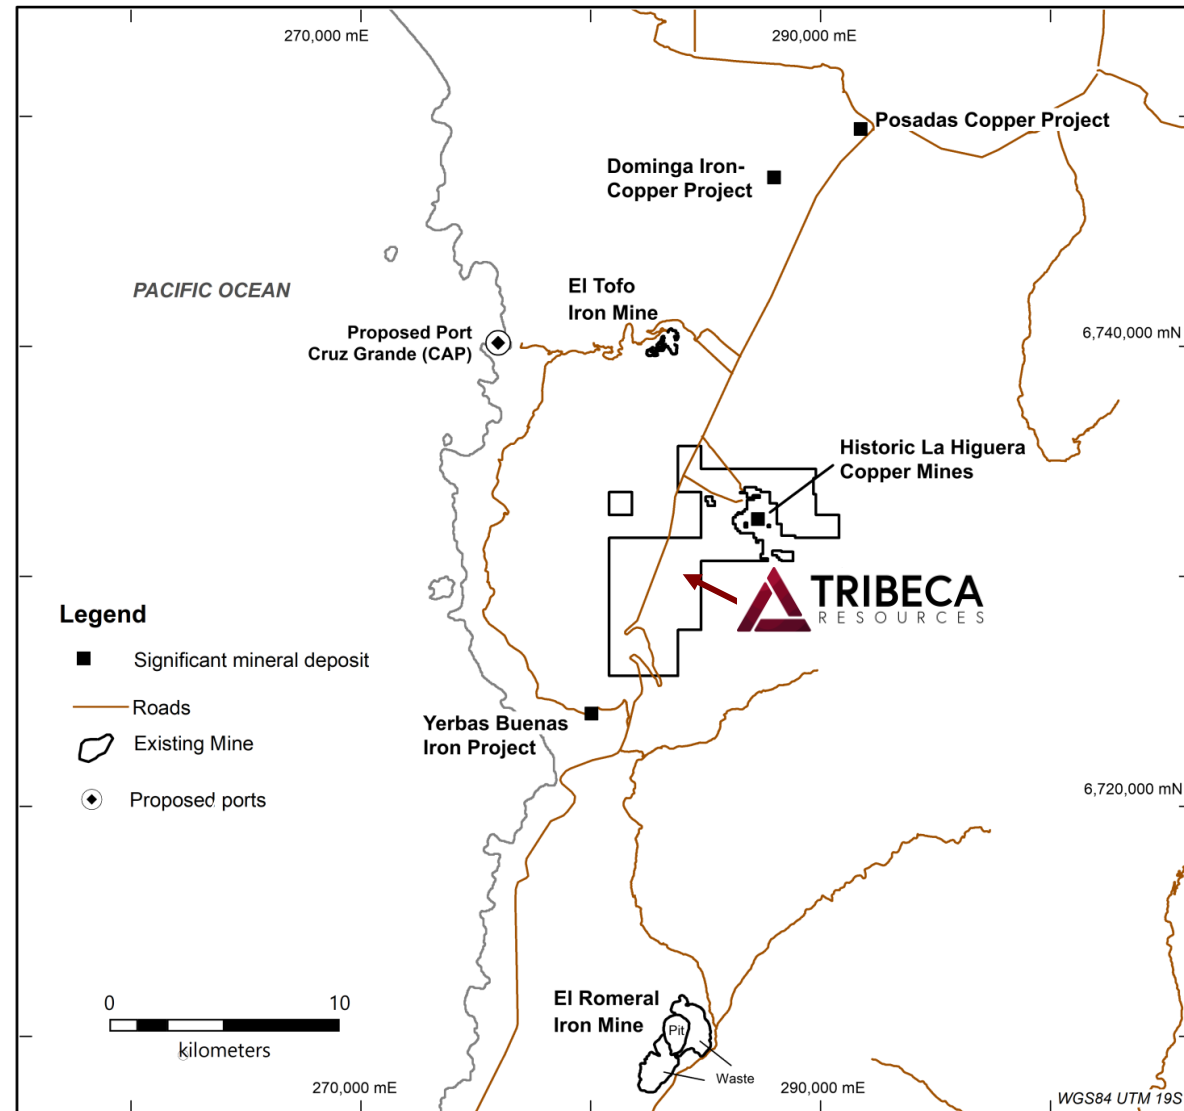 270,000 mE
290,000 mE
Posadas Copper Project
Dominga Iron-
Copper Project
PACIFIC OCEAN
El Tofo
Iron Mine
Proposed Port
Cruz Grande (CAP)
6,740,000 mN
Historic La Higuera
Copper Mines
TRIBECA
RESOURCES
Legend
Significant mineral deposit
Roads
Existing Mine
Proposed ports
Yerbas Buenas
Iron Project
6,720,000 mN
0
10
kilometers
El Romeral
Iron Mine
Pit
Waste
270,000 mE
290,000 mE
WGS84 UTM 19S